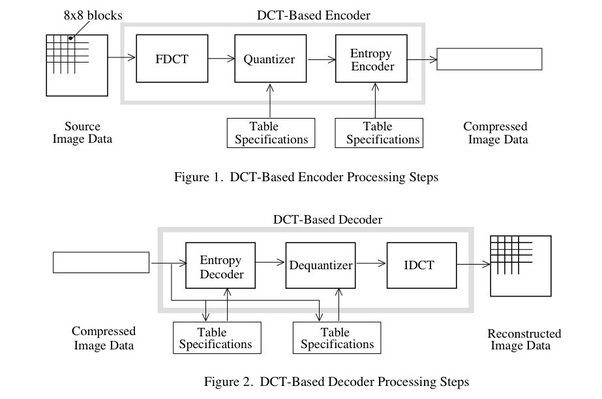 8x8 blocks
DCT-Based Encoder
FDCT
Quantizer
Entropy
Encoder
Source
Image Data
Table
Specifications
Table
Specifications
Compressed
Image Data
Figure 1. DCT-Based Encoder Processing Steps
DCT-Based Decoder
Entropy
Decoder
Dequantizer
IDCT
Compressed
Image Data
Table
Specifications
Table
Specifications
Reconstructed
Image Data
Figure 2. DCT-Based Decoder Processing Steps